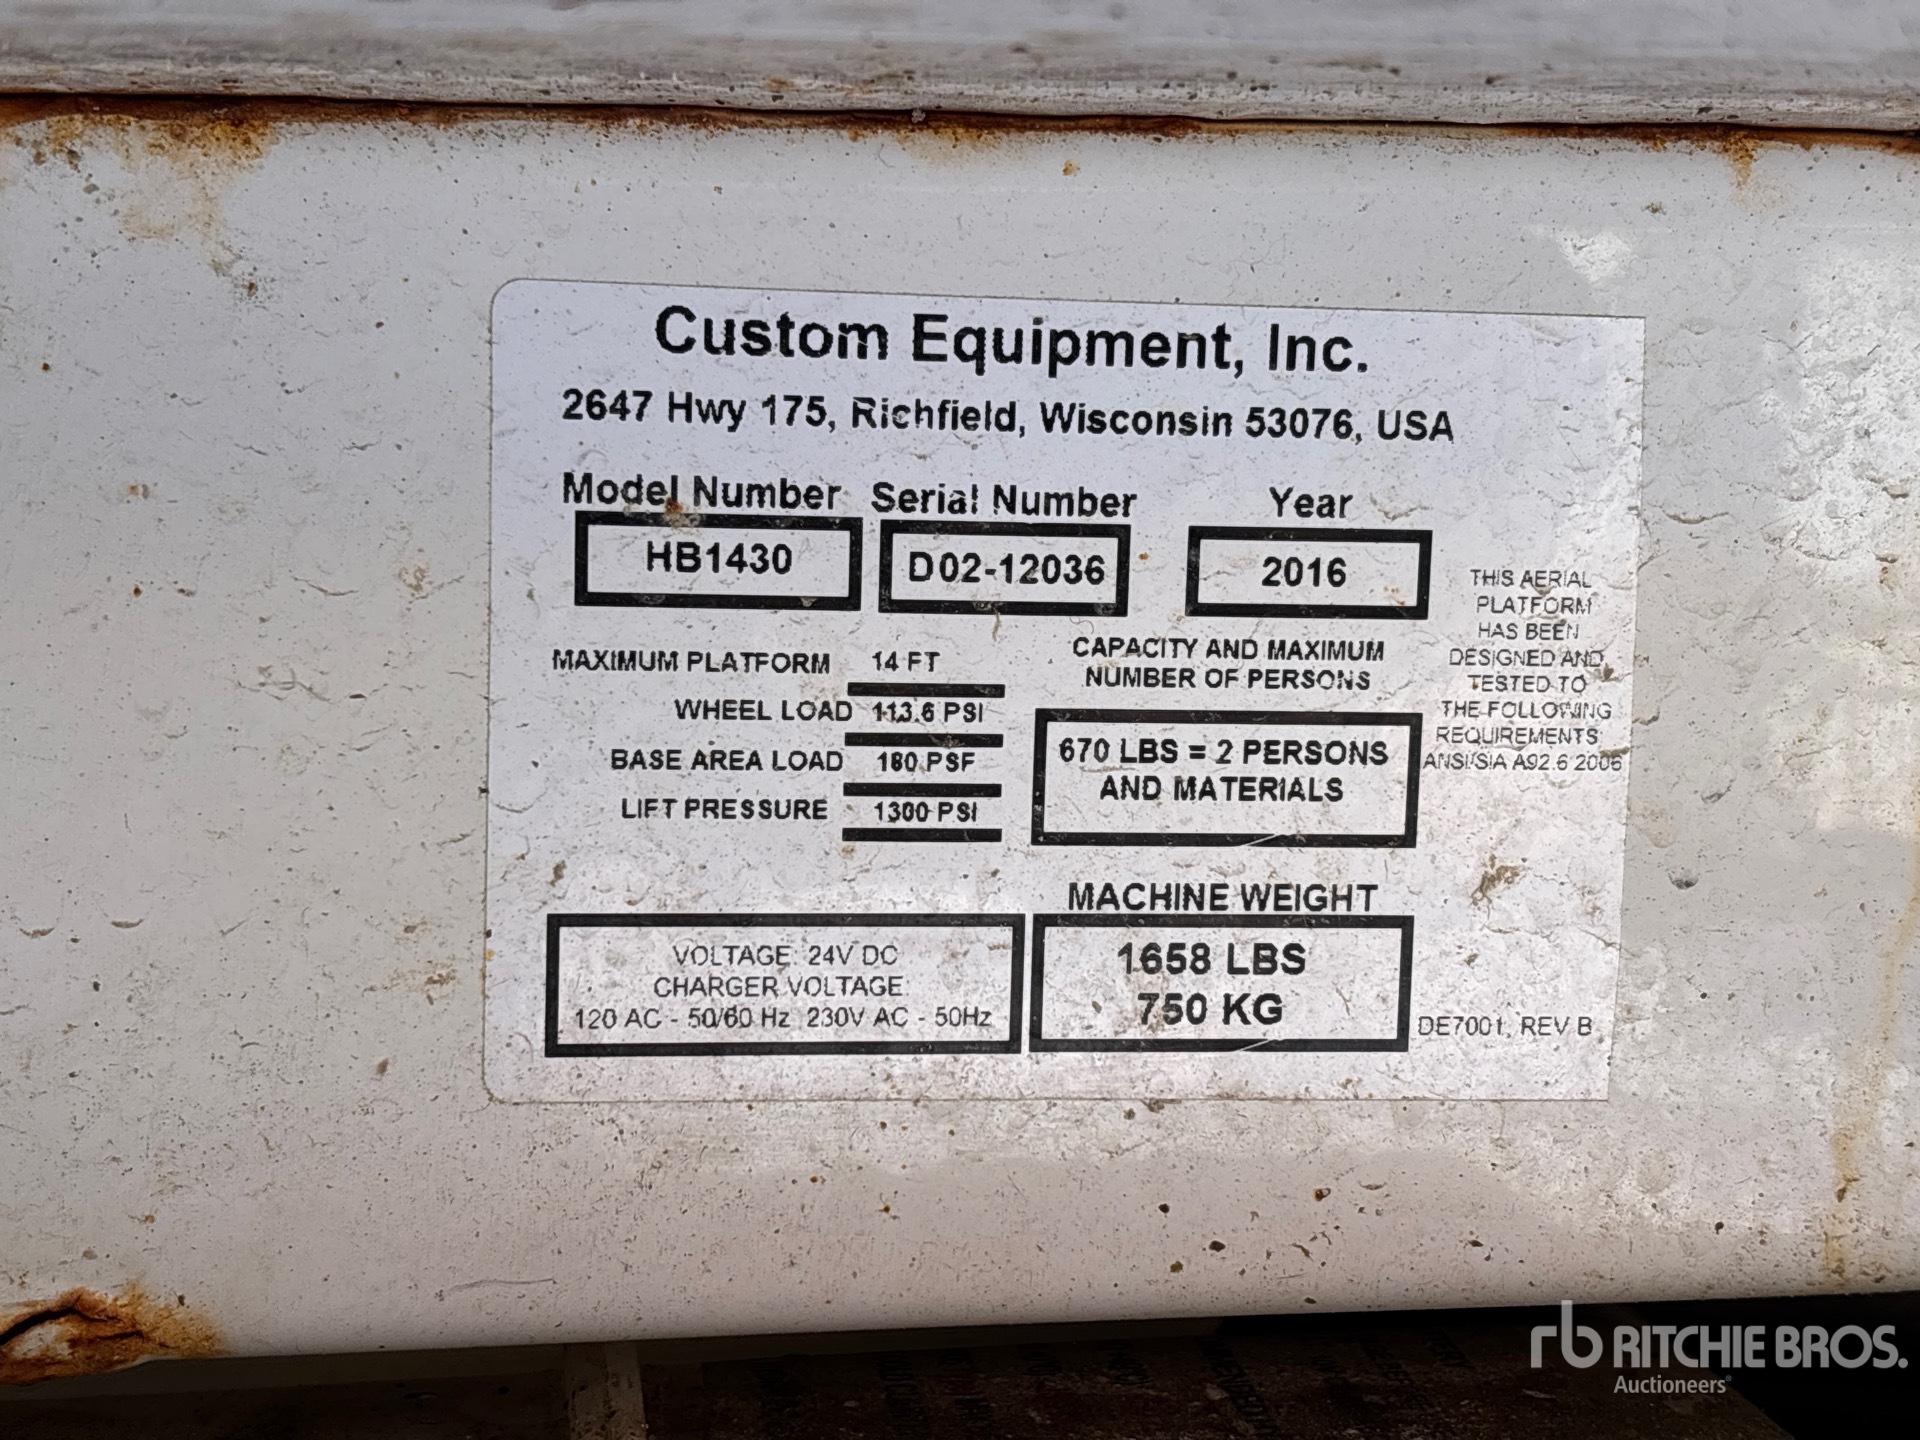 Custom Equipment, Inc.
2647 Hwy 175, Richfield, Wisconsin 53076, USA
Model Number Serial Number Year
HB1430 D02-12036 2016
MAXIMUM PLATFORM 14 FT
WHEEL LOAD 113.6 PSI
BASE AREA LOAD 180 PSF
LIFT PRESSURE 1300 PSI
CAPACITY AND MAXIMUM
NUMBER OF PERSONS
670 LBS = 2 PERSONS
AND MATERIALS
THIS AERIAL
PLATFORM
HAS BEEN
DESIGNED AND
TESTED TO
THE FOLLOWING
REQUIREMENTS
ANSI/SIA A92.6 2006
VOLTAGE: 24V DC
CHARGER VOLTAGE:
120 AC - 50/60 Hz 230V AC - 50Hz
MACHINE WEIGHT
1658 LBS
750 KG
DE7001, REV B
rb RITCHIE BROS.
Auctioneers